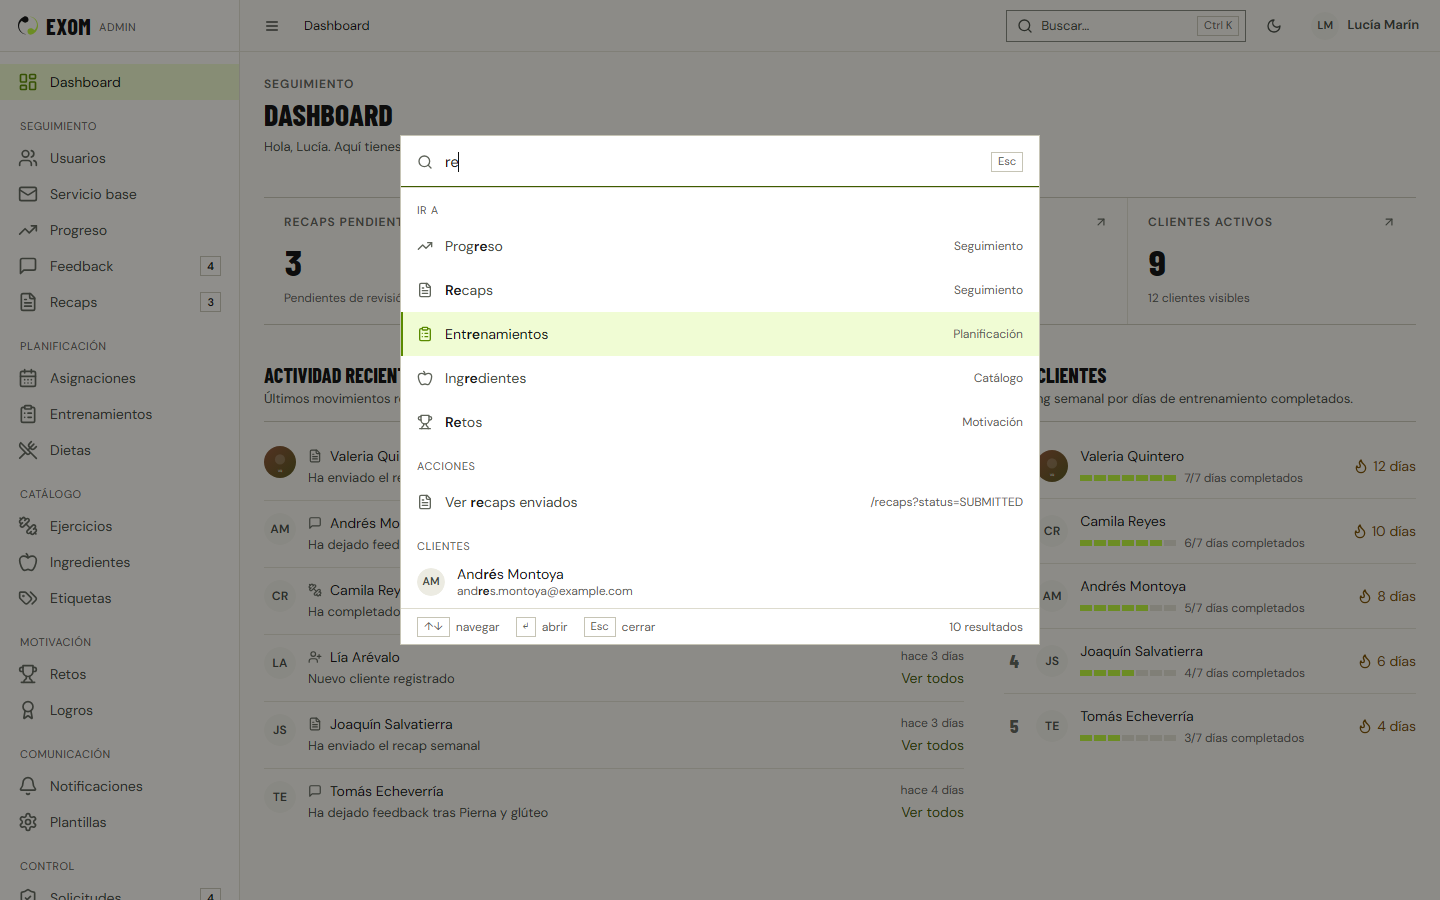 EXOM ADMIN
Dashboard
Buscar...
Ctrl K
LM
Lucía Marín
Dashboard
SEGUIMIENTO
Usuarios
Servicio base
Progreso
Feedback
4
Recaps
3
PLANIFICACIÓN
Asignaciones
Entrenamientos
Dietas
CATÁLOGO
Ejercicios
Ingredientes
Etiquetas
MOTIVACIÓN
Retos
Logros
COMUNICACIÓN
Notificaciones
Plantillas
CONTROL
Solicitudes
4
SEGUIMIENTO
DASHBOARD
Hola, Lucía. Aquí tienes
RECAPS
3
Pendientes de
CLIENTES ACTIVOS
9
12 clientes visibles
re
Esc
IR A
Progreso
Seguimiento
Recaps
Seguimiento
Entrenamientos
Planificación
Ingredientes
Catálogo
Retos
Motivación
ACCIONES
Ver recaps enviados
/recaps?status=SUBMITTED
CLIENTES
AM
Andrés Montoya
andres.montoya@example.com
↑↓ navegar
↵ abrir
Esc cerrar
10 resultados
ACTIVIDAD
Últimos movimientos
Valeria
Ha enviado el
AM
Andrés
Ha dejado
CR
Camila
Ha completado
LA
Lía Arévalo
hace 3 días
Nuevo cliente registrado
Ver todos
JS
Joaquín Salvatierra
hace 3 días
Ha enviado el recap semanal
Ver todos
TE
Tomás Echeverría
hace 4 días
Ha dejado feedback tras Pierna y glúteo
Ver todos
CLIENTES
semanal por días de entrenamiento completados.
Valeria Quintero
7/7 días completados
12 días
CR
Camila Reyes
6/7 días completados
10 días
AM
Andrés Montoya
5/7 días completados
8 días
4
JS
Joaquín Salvatierra
4/7 días completados
6 días
5
TE
Tomás Echeverría
3/7 días completados
4 días